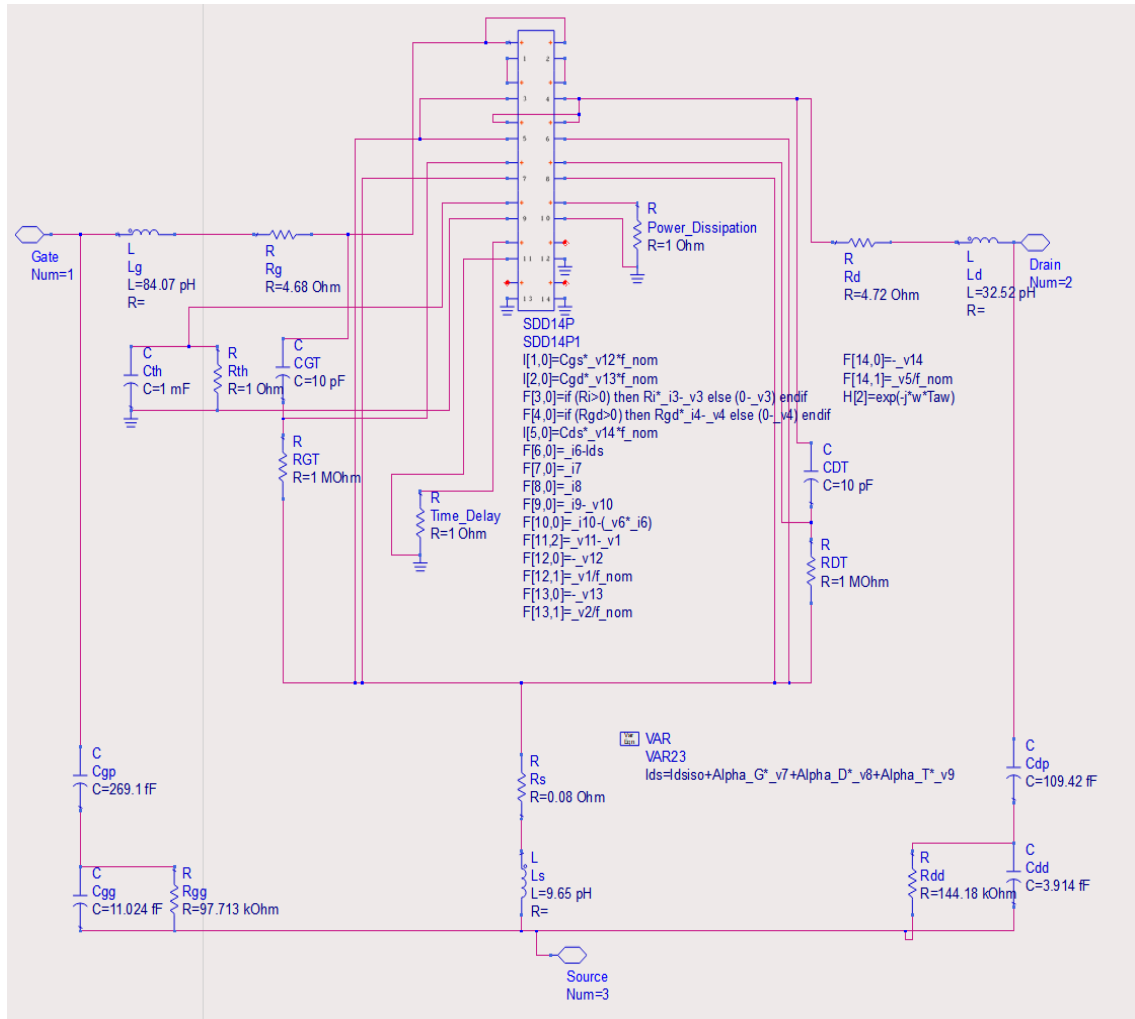 1
2
3
4
5
6
7
8
9
10
11
12
13
14
Gate
Num=1
L
Lg
L=84.07 pH
R=
R
Rg
R=4.68 Ohm
C
Cth
C=1 mF
R
Rth
R=1 Ohm
C
CGT
C=10 pF
R
RGT
R=1 MOhm
R
Time_Delay
R=1 Ohm
R
Power_Dissipation
R=1 Ohm
R
Rd
R=4.72 Ohm
L
Ld
L=32.52 pH
R=
Drain
Num=2
SDD14P
SDD14P1
I[1,0]=Cgs*_v12*f_nom
I[2,0]=Cgd*_v13*f_nom
F[3,0]=if (Ri>0) then Ri*_i3-_v3 else (0-_v3) endif
F[4,0]=if (Rgd>0) then Rgd*_i4-_v4 else (0-_v4) endif
I[5,0]=Cds*_v14*f_nom
F[6,0]=_i6-Ids
F[7,0]=_i7
F[8,0]=_i8
F[9,0]=_i9-_v10
F[10,0]=_i10-(_v6*_i6)
F[11,2]=_v11-_v1
F[12,0]=-_v12
F[12,1]=_v1/f_nom
F[13,0]=-_v13
F[13,1]=_v2/f_nom
F[14,0]=-_v14
F[14,1]=_v5/f_nom
H[2]=exp(-j*w*Taw)
C
CDT
C=10 pF
R
RDT
R=1 MOhm
Var
Eqn
VAR
VAR23
Ids=Idsiso+Alpha_G*_v7+Alpha_D*_v8+Alpha_T*_v9
C
Cgp
C=269.1 fF
C
Cgg
C=11.024 fF
R
Rgg
R=97.713 kOhm
R
Rs
R=0.08 Ohm
L
Ls
L=9.65 pH
R=
C
Cdp
C=109.42 fF
R
Rdd
R=144.18 kOhm
C
Cdd
C=3.914 fF
Source
Num=3